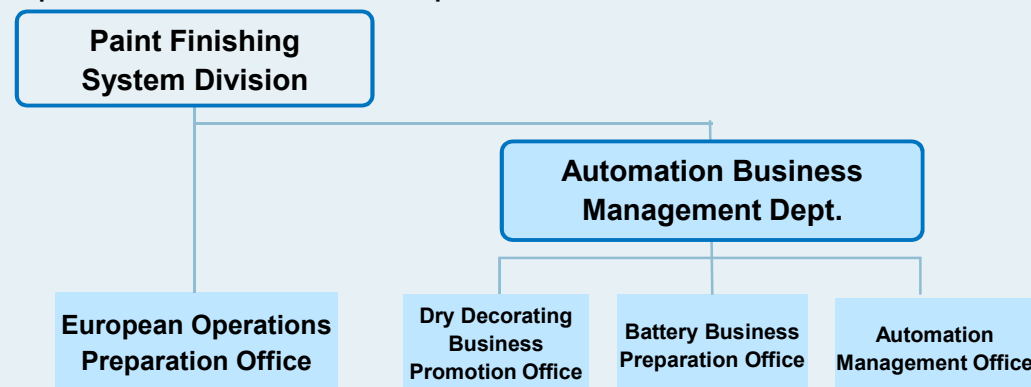 Paint Finishing
System Division
Automation Business
Management Dept.
European Operations
Preparation Office
Dry Decorating
Business
Promotion Office
Battery Business
Preparation Office
Automation
Management Office